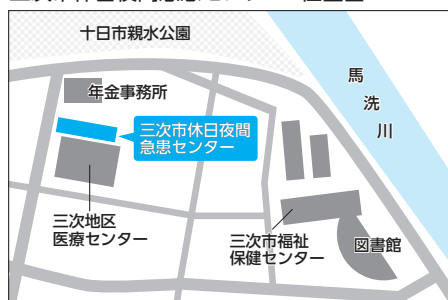 十日市親水公園
馬洗川
年金事務所
三次市休日夜間
急患センター
三次地区
医療センター
三次市福祉
保健センター
図書館